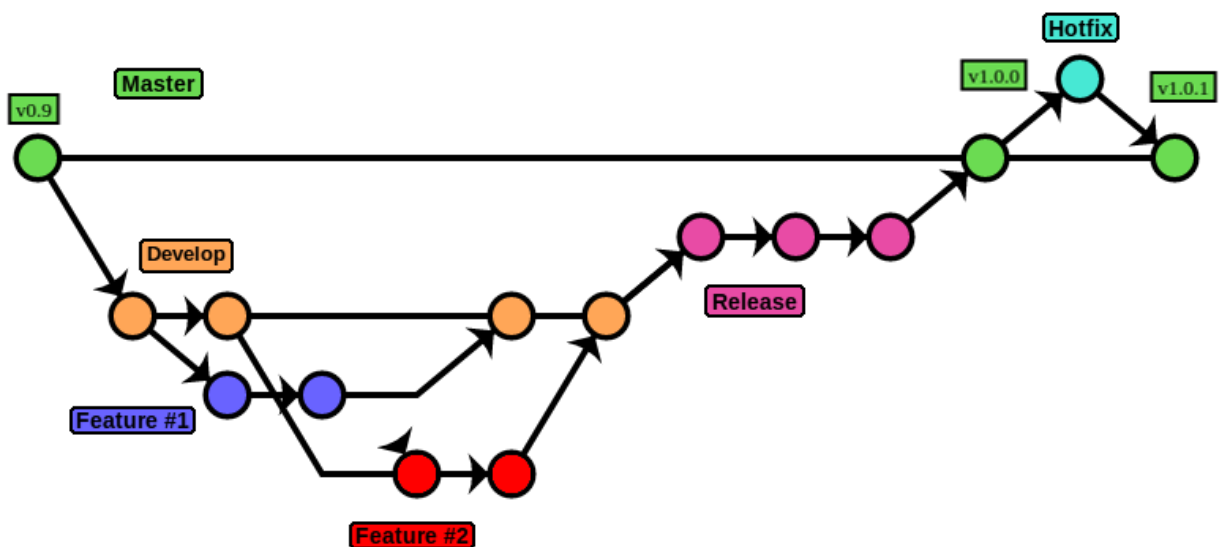 Hotfix
Master
v1.0.0
v1.0.1
v0.9
Develop
Release
Feature #1
Feature #2